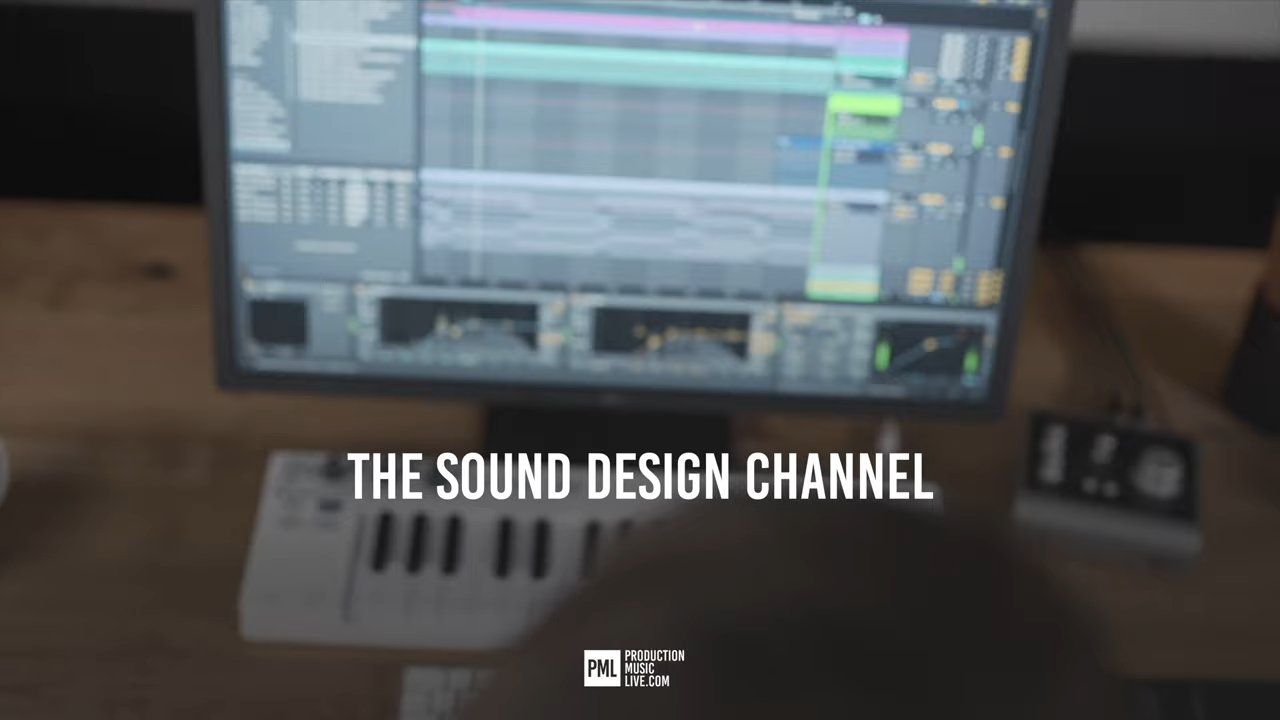 THE SOUND DESIGN CHANNEL
PML
PRODUCTION
MUSIC
LIVE.COM